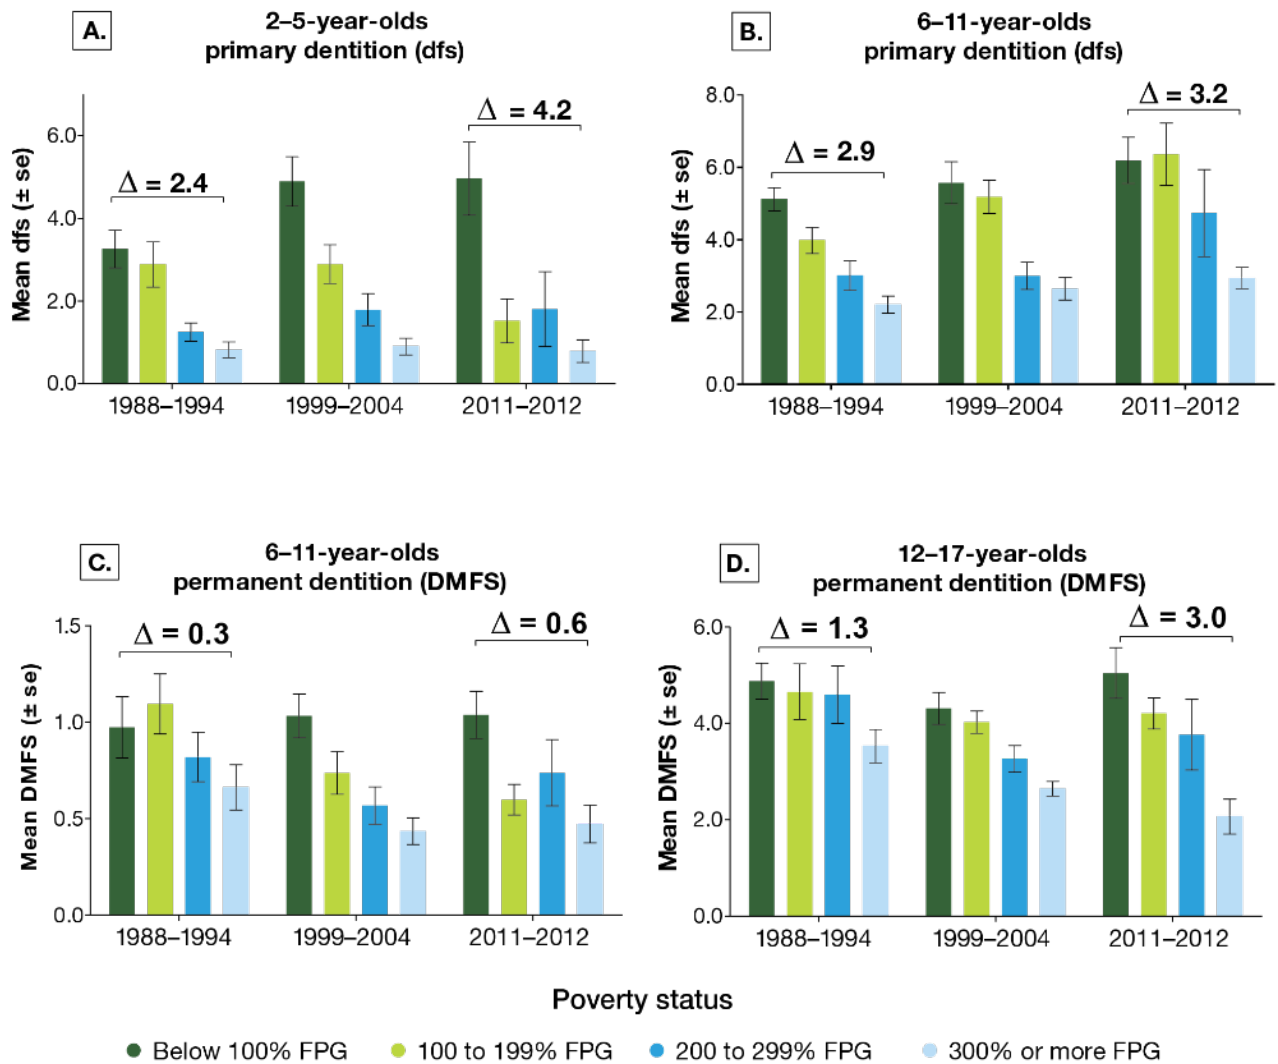 A.
2–5-year-olds
primary dentition (dfs)
Mean dfs (± se)
6.0
4.0
2.0
0.0
Δ = 2.4
Δ = 4.2
1988–1994
1999–2004
2011–2012
B.
6–11-year-olds
primary dentition (dfs)
Mean dfs (± se)
8.0
6.0
4.0
2.0
0.0
Δ = 2.9
Δ = 3.2
1988–1994
1999–2004
2011–2012
C.
6–11-year-olds
permanent dentition (DMFS)
Mean DMFS (± se)
1.5
1.0
0.5
0.0
Δ = 0.3
Δ = 0.6
1988–1994
1999–2004
2011–2012
D.
12–17-year-olds
permanent dentition (DMFS)
Mean DMFS (± se)
6.0
4.0
2.0
0.0
Δ = 1.3
Δ = 3.0
1988–1994
1999–2004
2011–2012
Poverty status
Below 100% FPG
100 to 199% FPG
200 to 299% FPG
300% or more FPG